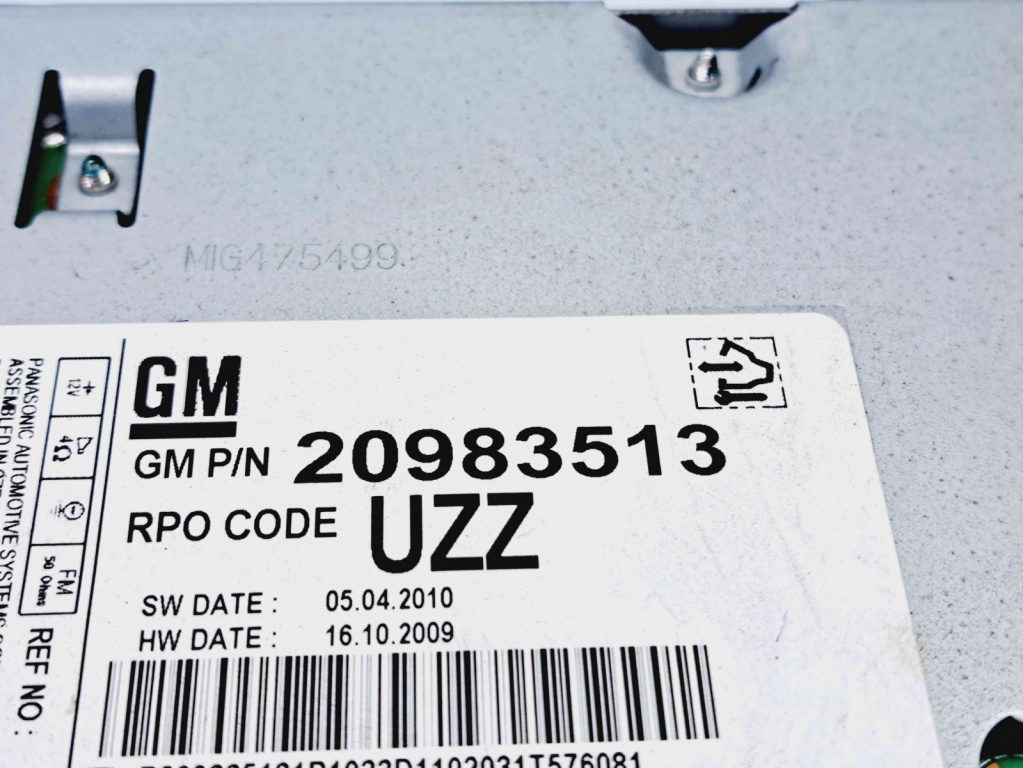 MIG475499
GM
GM P/N 20983513
RPO CODE UZZ
SW DATE : 05.04.2010
HW DATE : 16.10.2009
PANASONIC AUTOMOTIVE SYSTEMS
ASSEMBLED IN
+
12V
4Ω
FM
50 Ohms
REF NO :